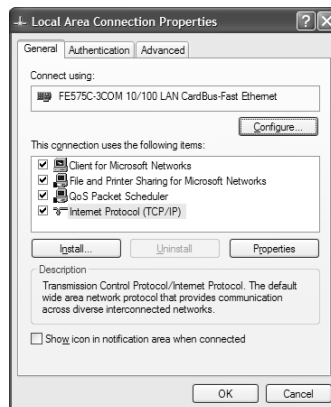 Local Area Connection Properties
General Authentication Advanced
Connect using:
FE575C-3COM 10/100 LAN CardBus-Fast Ethernet
Configure...
This connection uses the following items:
Client for Microsoft Networks
File and Printer Sharing for Microsoft Networks
QoS Packet Scheduler
Internet Protocol (TCP/IP)
Install... Uninstall Properties
Description
Transmission Control Protocol/Internet Protocol. The default
wide area network protocol that provides communication
across diverse interconnected networks.
Show icon in notification area when connected
OK Cancel